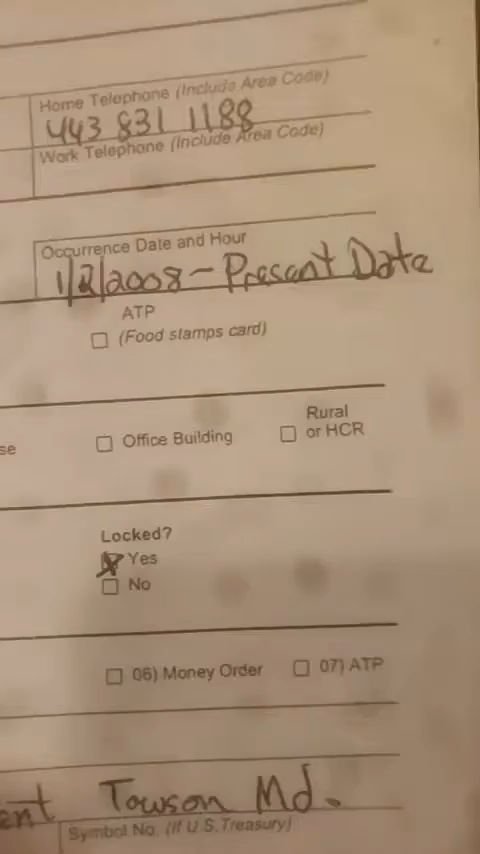 Home Telephone (Include Area Code)
443 831 1188
Work Telephone (Include Area Code)
Occurrence Date and Hour
1/2/2008 - Present Date
ATP
(Food stamps card)
se
Office Building
Rural
or HCR
Locked?
Yes
No
06) Money Order
07) ATP
ent Towson Md.
Symbol No. (If U.S. Treasury)